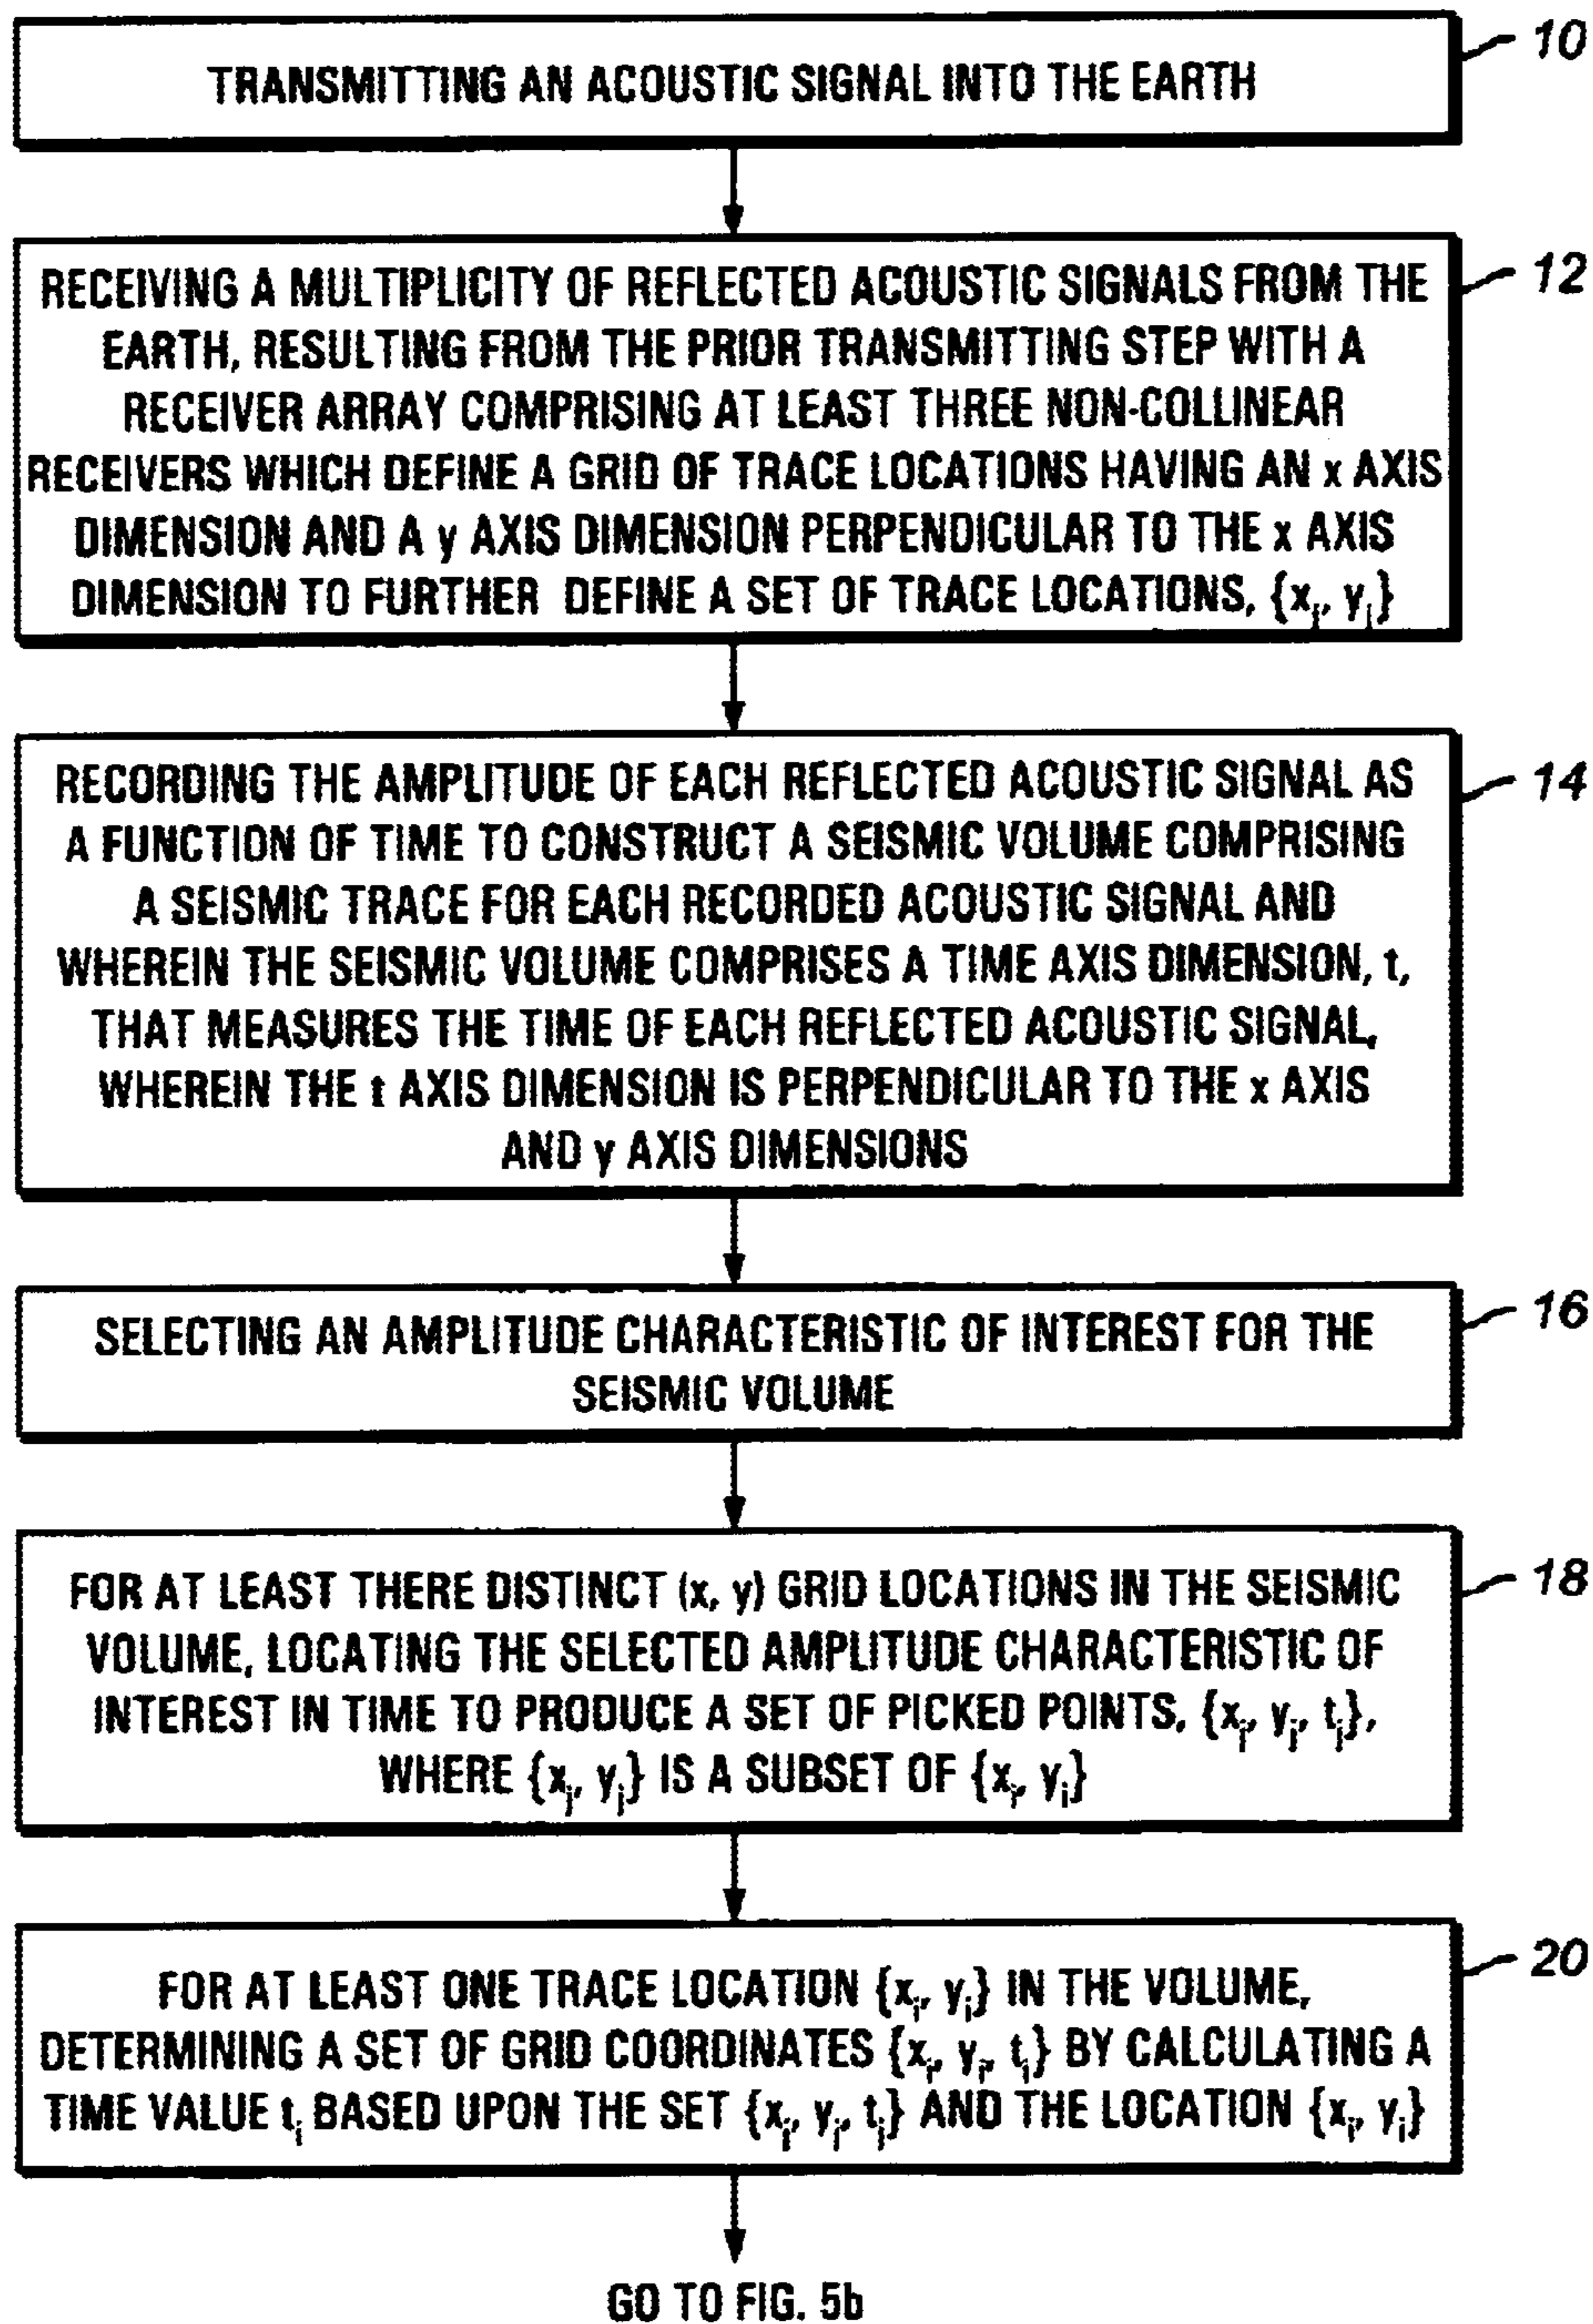 10
TRANSMITTING AN ACOUSTIC SIGNAL INTO THE EARTH
12
RECEIVING A MULTIPLICITY OF REFLECTED ACOUSTIC SIGNALS FROM THE
EARTH, RESULTING FROM THE PRIOR TRANSMITTING STEP WITH A
RECEIVER ARRAY COMPRISING AT LEAST THREE NON-COLLINEAR
RECEIVERS WHICH DEFINE A GRID OF TRACE LOCATIONS HAVING AN x AXIS
DIMENSION AND A y AXIS DIMENSION PERPENDICULAR TO THE x AXIS
DIMENSION TO FURTHER DEFINE A SET OF TRACE LOCATIONS, {xᵢ, yᵢ}
14
RECORDING THE AMPLITUDE OF EACH REFLECTED ACOUSTIC SIGNAL AS
A FUNCTION OF TIME TO CONSTRUCT A SEISMIC VOLUME COMPRISING
A SEISMIC TRACE FOR EACH RECORDED ACOUSTIC SIGNAL AND
WHEREIN THE SEISMIC VOLUME COMPRISES A TIME AXIS DIMENSION, t,
THAT MEASURES THE TIME OF EACH REFLECTED ACOUSTIC SIGNAL,
WHEREIN THE t AXIS DIMENSION IS PERPENDICULAR TO THE x AXIS
AND y AXIS DIMENSIONS
16
SELECTING AN AMPLITUDE CHARACTERISTIC OF INTEREST FOR THE
SEISMIC VOLUME
18
FOR AT LEAST THERE DISTINCT (x, y) GRID LOCATIONS IN THE SEISMIC
VOLUME, LOCATING THE SELECTED AMPLITUDE CHARACTERISTIC OF
INTEREST IN TIME TO PRODUCE A SET OF PICKED POINTS, {xⱼ, yⱼ, tⱼ},
WHERE {xⱼ, yⱼ} IS A SUBSET OF {xᵢ, yᵢ}
20
FOR AT LEAST ONE TRACE LOCATION {xᵢ, yᵢ} IN THE VOLUME,
DETERMINING A SET OF GRID COORDINATES {xᵢ, yᵢ, tᵢ} BY CALCULATING A
TIME VALUE tᵢ BASED UPON THE SET {xⱼ, yⱼ, tⱼ} AND THE LOCATION {xᵢ, yᵢ}
GO TO FIG. 5b